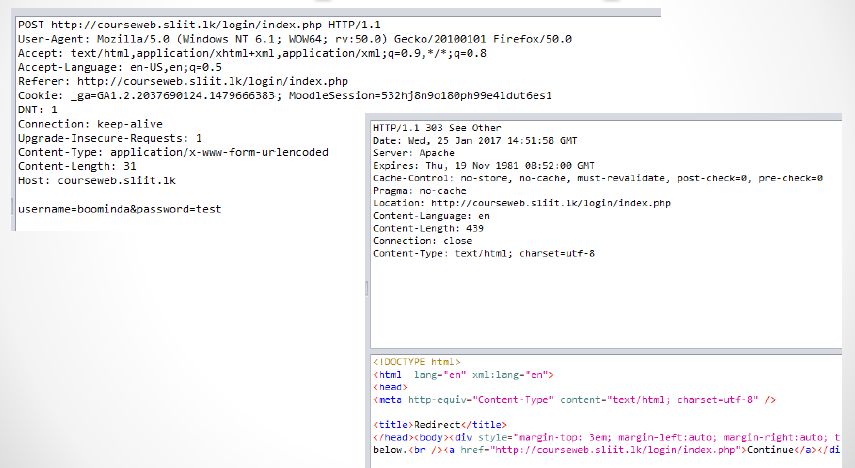 POST http://courseweb.sliit.lk/login/index.php HTTP/1.1
User-Agent: Mozilla/5.0 (Windows NT 6.1; WOW64; rv:50.0) Gecko/20100101 Firefox/50.0
Accept: text/html,application/xhtml+xml,application/xml;q=0.9,*/*;q=0.8
Accept-Language: en-US,en;q=0.5
Referer: http://courseweb.sliit.lk/login/index.php
Cookie: _ga=GA1.2.2037690124.1479666383; MoodleSession=532hj8n9o180ph99e4ldut6es1
DNT: 1
Connection: keep-alive
Upgrade-Insecure-Requests: 1
Content-Type: application/x-www-form-urlencoded
Content-Length: 31
Host: courseweb.sliit.lk
username=boominda&password=test
HTTP/1.1 303 See Other
Date: Wed, 25 Jan 2017 14:51:58 GMT
Server: Apache
Expires: Thu, 19 Nov 1981 08:52:00 GMT
Cache-Control: no-store, no-cache, must-revalidate, post-check=0, pre-check=0
Pragma: no-cache
Location: http://courseweb.sliit.lk/login/index.php
Content-Language: en
Content-Length: 439
Connection: close
Content-Type: text/html; charset=utf-8
<!DOCTYPE html>
<html  lang="en" xml:lang="en">
<head>
<meta http-equiv="Content-Type" content="text/html; charset=utf-8" />
<title>Redirect</title>
</head><body><div style="margin-top: 3em; margin-left:auto; margin-right:auto; t
below.<br /><a href="http://courseweb.sliit.lk/login/index.php">Continue</a></di